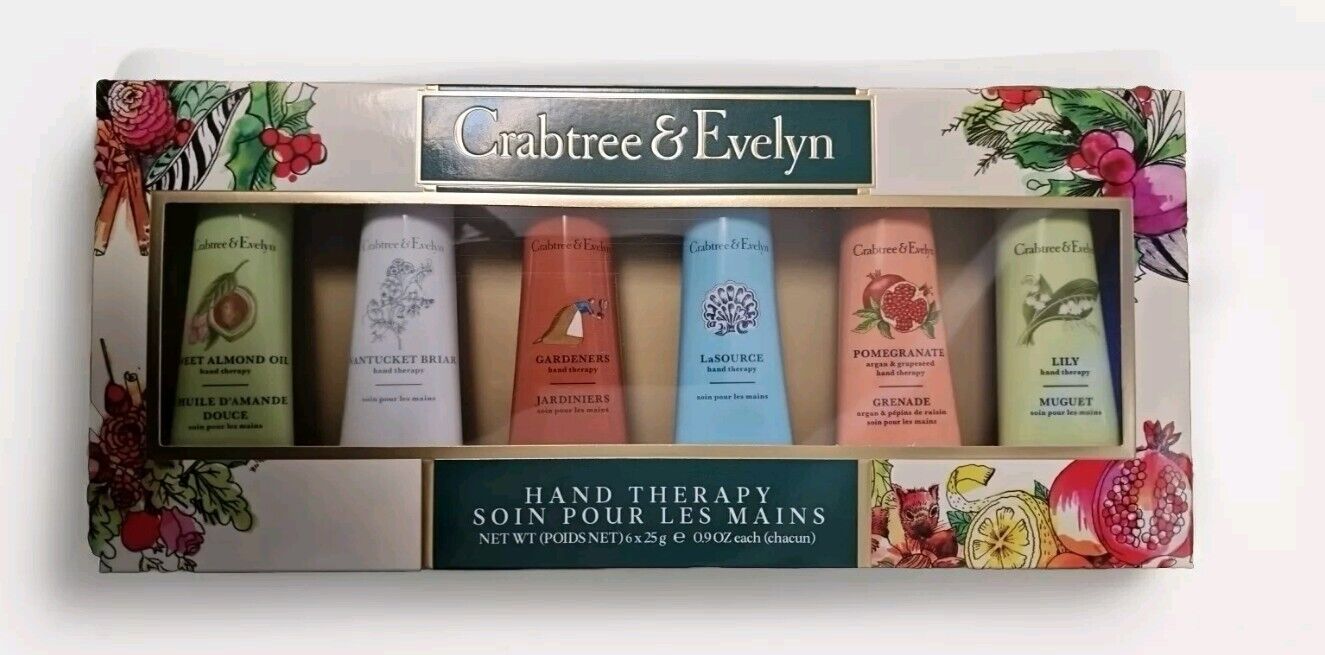 Crabtree & Evelyn
Crabtree & Evelyn
EET ALMOND OIL
hand therapy
HUILE D'AMANDE
DOUCE
soin pour les mains
Crabtree & Evelyn
NANTUCKET BRIAR
hand therapy
soin pour les mains
Crabtree & Evelyn
GARDENERS
hand therapy
JARDINIERS
soin pour les mains
Crabtree & Evelyn
LaSOURCE
hand therapy
soin pour les mains
Crabtree & Evelyn
POMEGRANATE
argan & grapeseed
hand therapy
GRENADE
argan & pépins de raisin
soin pour les mains
Crabtree & Evelyn
LILY
hand therapy
MUGUET
soin pour les mains
HAND THERAPY
SOIN POUR LES MAINS
NET WT (POIDS NET) 6 x 25 g e 0.9 OZ each (chacun)